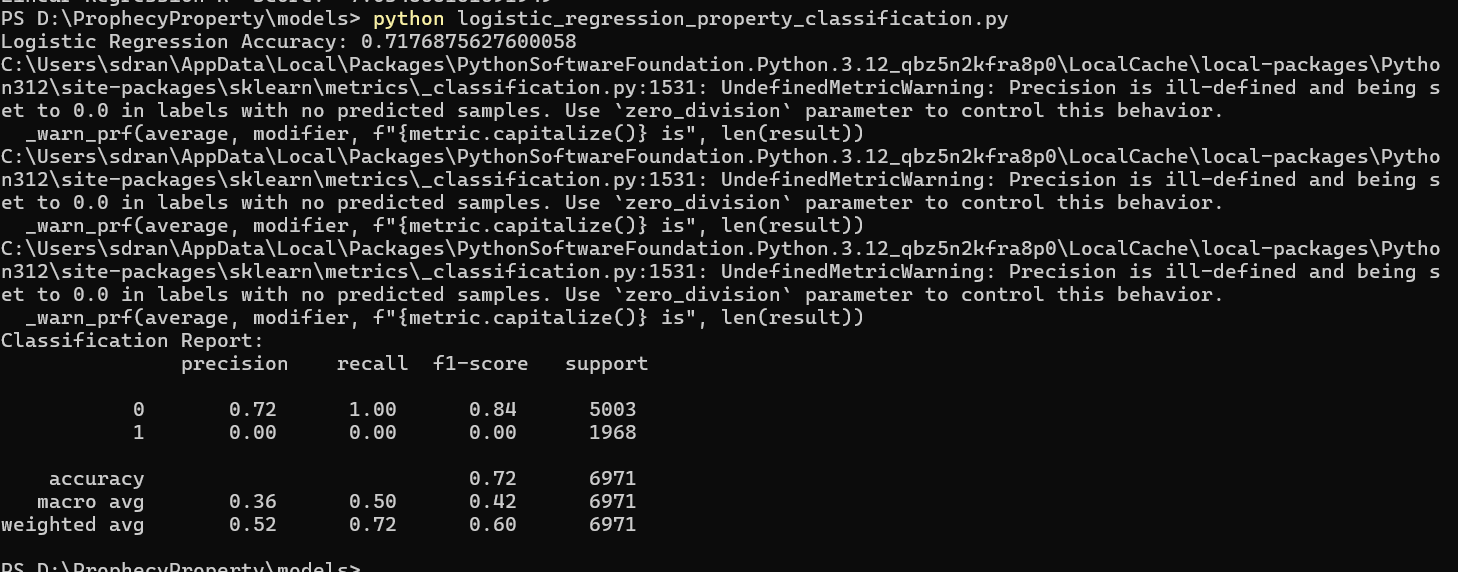 PS D:\ProphecyProperty\models> python logistic_regression_property_classification.py
Logistic Regression Accuracy: 0.7176875627600058
C:\Users\sdran\AppData\Local\Packages\PythonSoftwareFoundation.Python.3.12_qbz5n2kfra8p0\LocalCache\local-packages\Pytho
n312\site-packages\sklearn\metrics\_classification.py:1531: UndefinedMetricWarning: Precision is ill-defined and being s
et to 0.0 in labels with no predicted samples. Use `zero_division` parameter to control this behavior.
  _warn_prf(average, modifier, f"{metric.capitalize()} is", len(result))
C:\Users\sdran\AppData\Local\Packages\PythonSoftwareFoundation.Python.3.12_qbz5n2kfra8p0\LocalCache\local-packages\Pytho
n312\site-packages\sklearn\metrics\_classification.py:1531: UndefinedMetricWarning: Precision is ill-defined and being s
et to 0.0 in labels with no predicted samples. Use `zero_division` parameter to control this behavior.
  _warn_prf(average, modifier, f"{metric.capitalize()} is", len(result))
C:\Users\sdran\AppData\Local\Packages\PythonSoftwareFoundation.Python.3.12_qbz5n2kfra8p0\LocalCache\local-packages\Pytho
n312\site-packages\sklearn\metrics\_classification.py:1531: UndefinedMetricWarning: Precision is ill-defined and being s
et to 0.0 in labels with no predicted samples. Use `zero_division` parameter to control this behavior.
  _warn_prf(average, modifier, f"{metric.capitalize()} is", len(result))
Classification Report:
               precision    recall  f1-score   support
           0       0.72      1.00      0.84      5003
           1       0.00      0.00      0.00      1968
    accuracy                           0.72      6971
   macro avg       0.36      0.50      0.42      6971
weighted avg       0.52      0.72      0.60      6971
PS D:\ProphecyProperty\models>